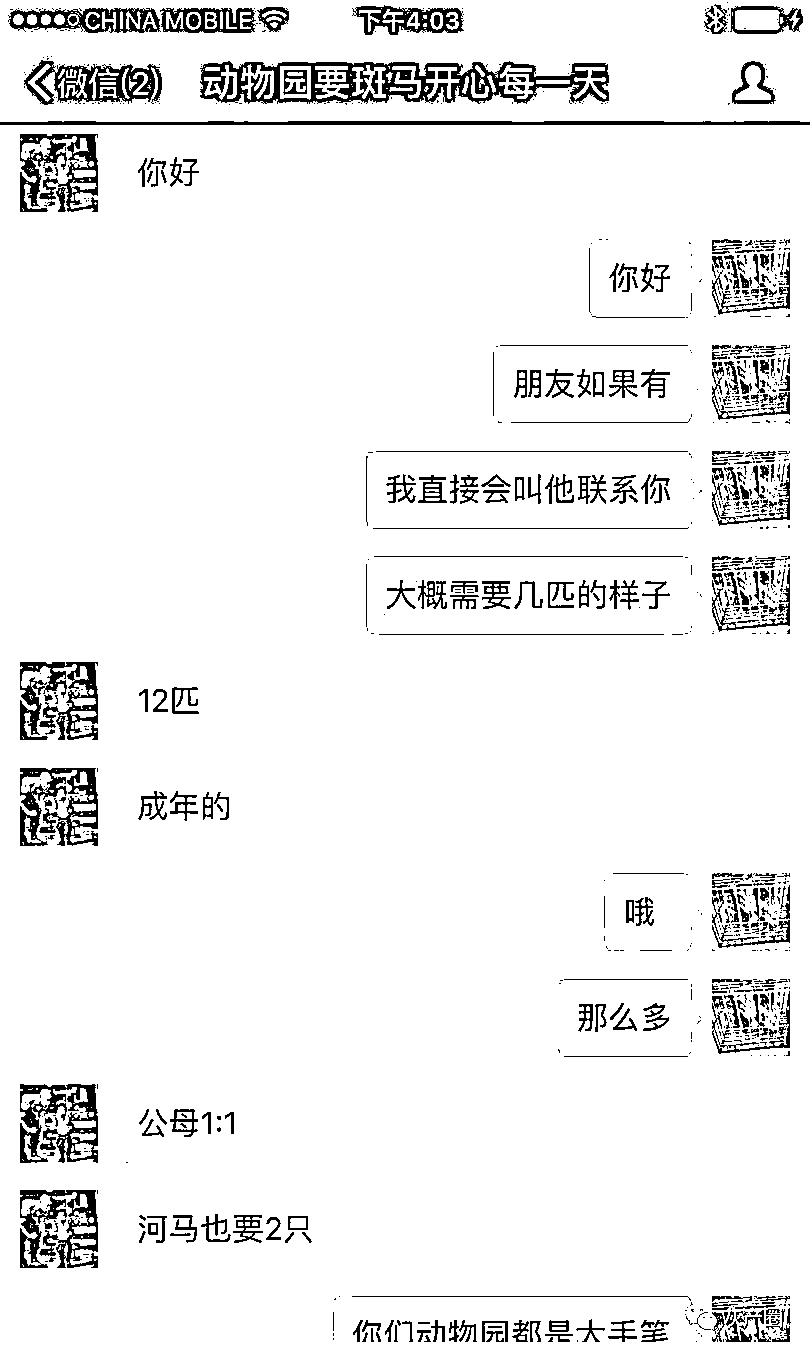 CHINA MOBILE 下午4:03
微信(2) 动物园要斑马开心每一天
你好
你好
朋友如果有
我直接会叫他联系你
大概需要几匹的样子
12匹
成年的
哦
那么多
公母1:1
河马也要2只
你们动物园都是大手笔